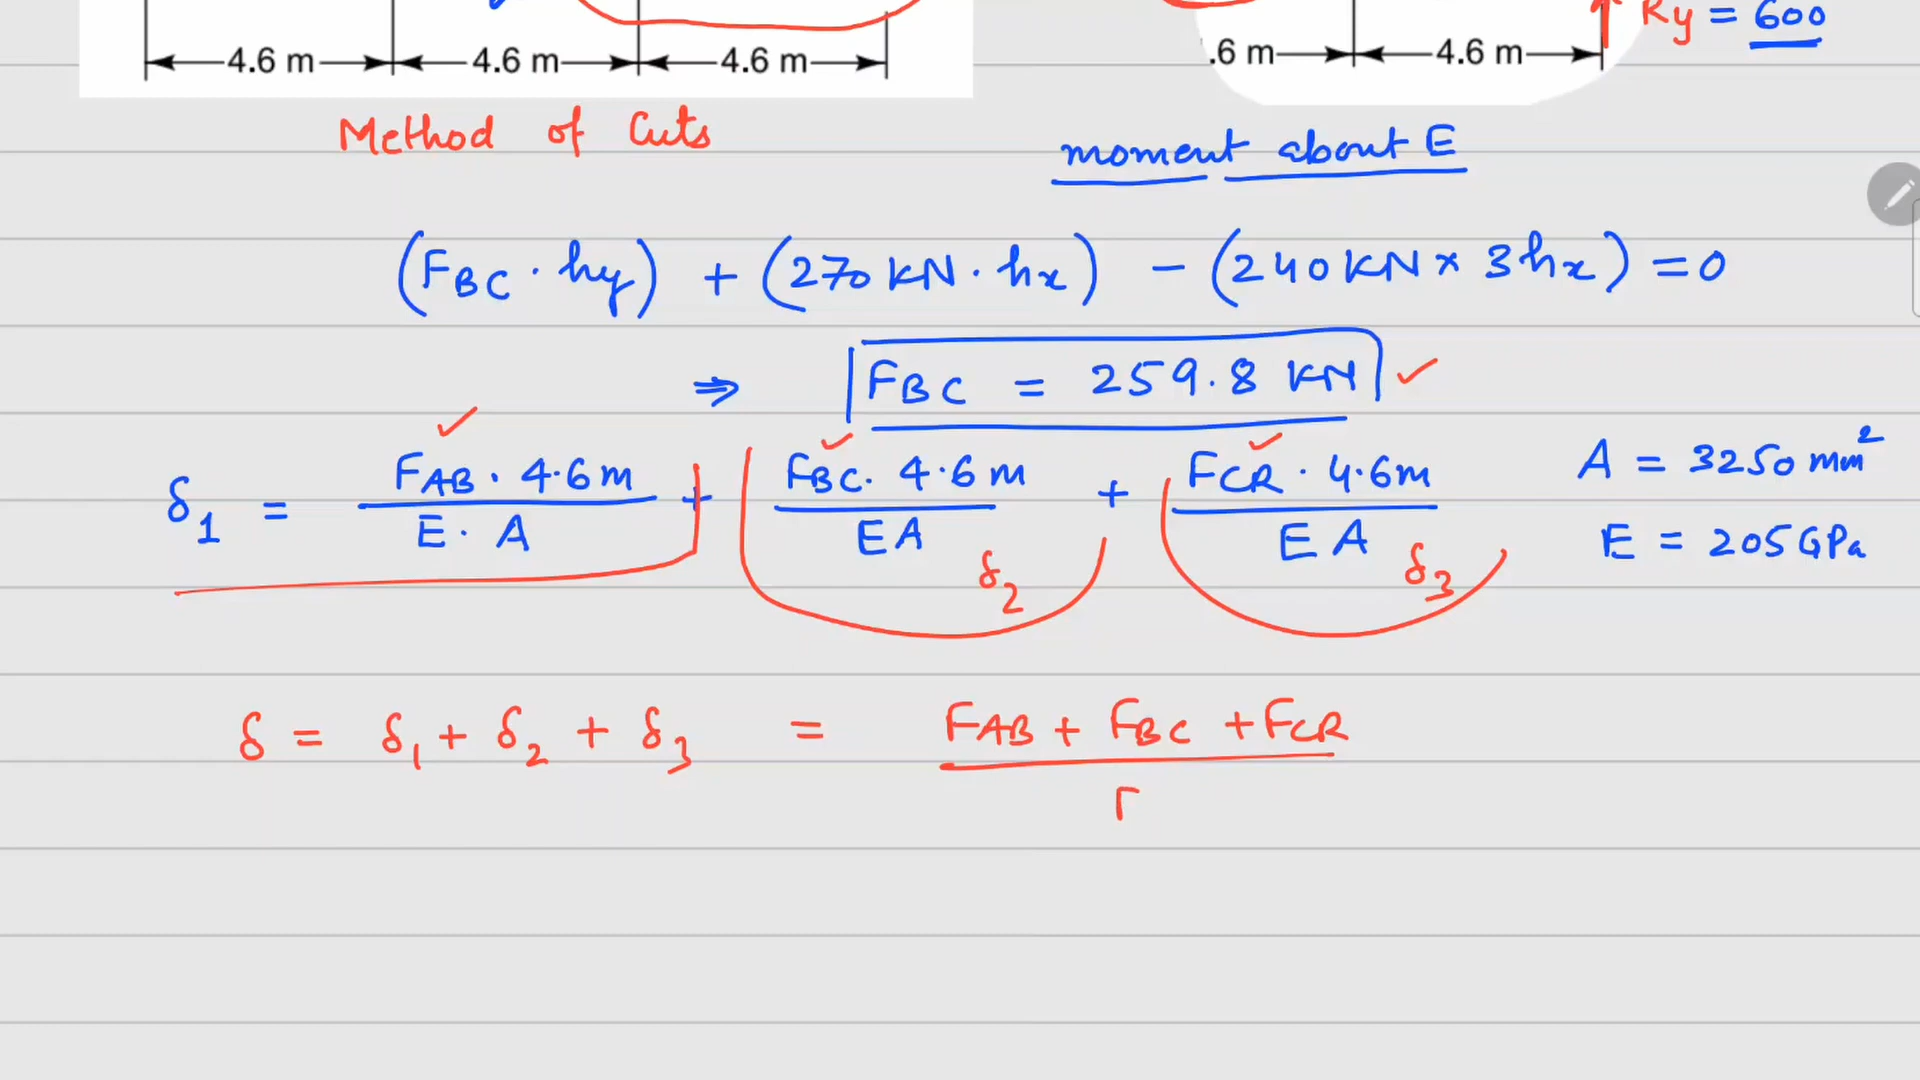 Ry = 600
4.6 m 4.6 m 4.6 m .6 m 4.6 m
Method of Cuts
moment about E
(FBC · hy) + (270 KN · hx) - (240 KN × 3hx) = 0
⇒ FBC = 259.8 KN ✓
δ1 = FAB · 4.6 m / E · A + FBC · 4.6 m / EA + FCR · 4.6m / EA
A = 3250 mm²
E = 205 GPa
δ2 δ3
δ = δ1 + δ2 + δ3 = FAB + FBC + FCR